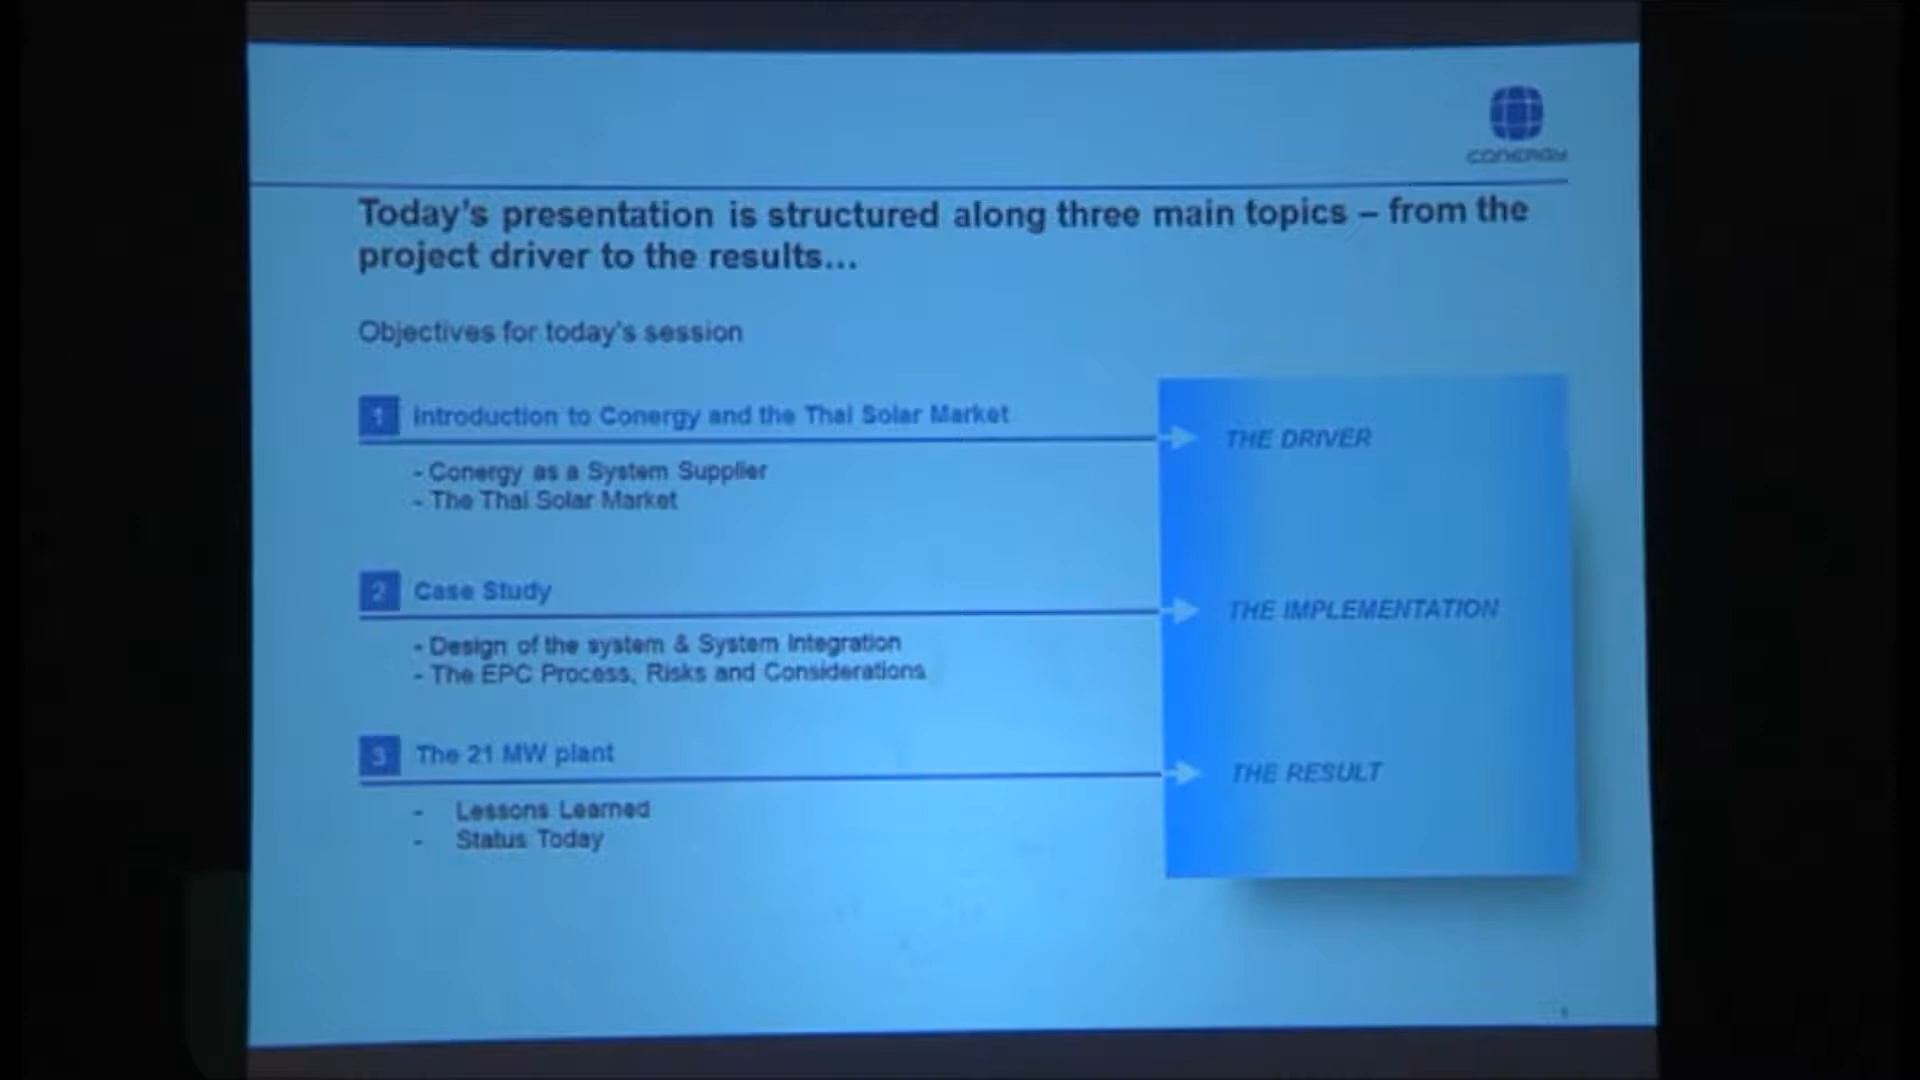 CONERGY
Today's presentation is structured along three main topics – from the
project driver to the results...
Objectives for today's session
1 Introduction to Conergy and the Thai Solar Market
THE DRIVER
- Conergy as a System Supplier
- The Thai Solar Market
2 Case Study
THE IMPLEMENTATION
- Design of the system & System Integration
- The EPC Process, Risks and Considerations
3 The 21 MW plant
THE RESULT
- Lessons Learned
- Status Today